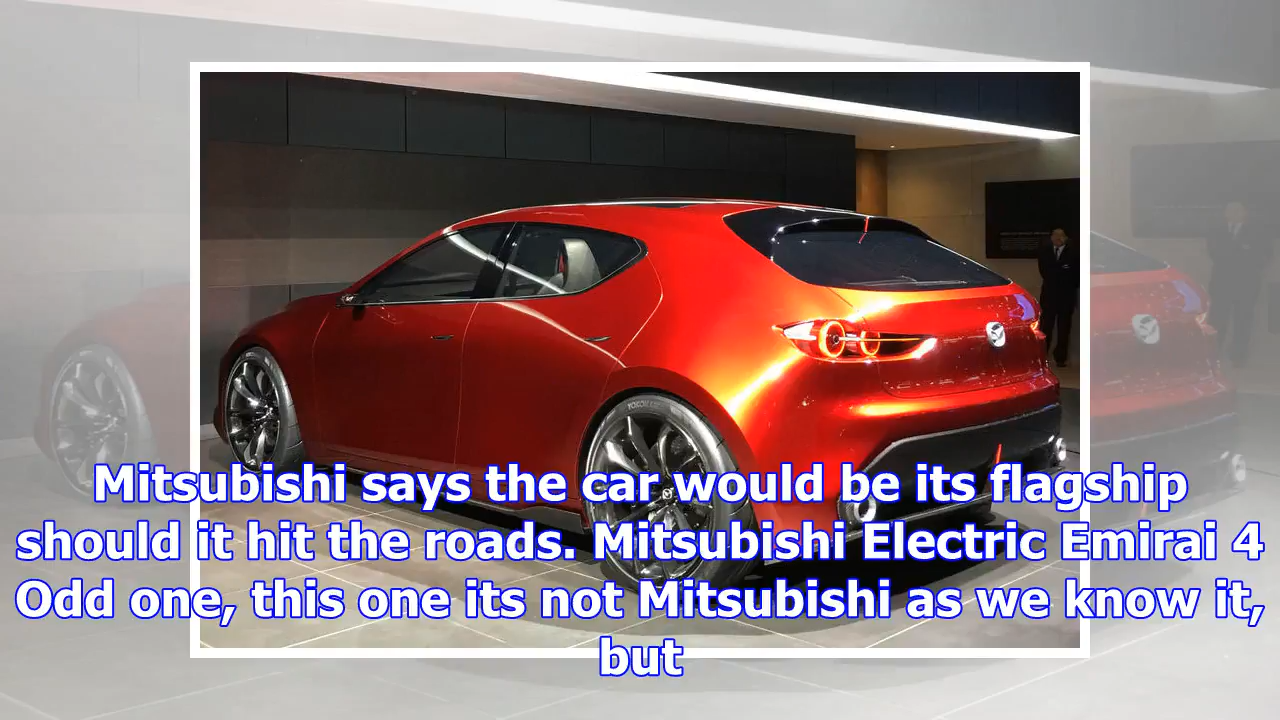 YOKOHAMA
Mitsubishi says the car would be its flagship
should it hit the roads. Mitsubishi Electric Emirai 4
Odd one, this one its not Mitsubishi as we know it,
but